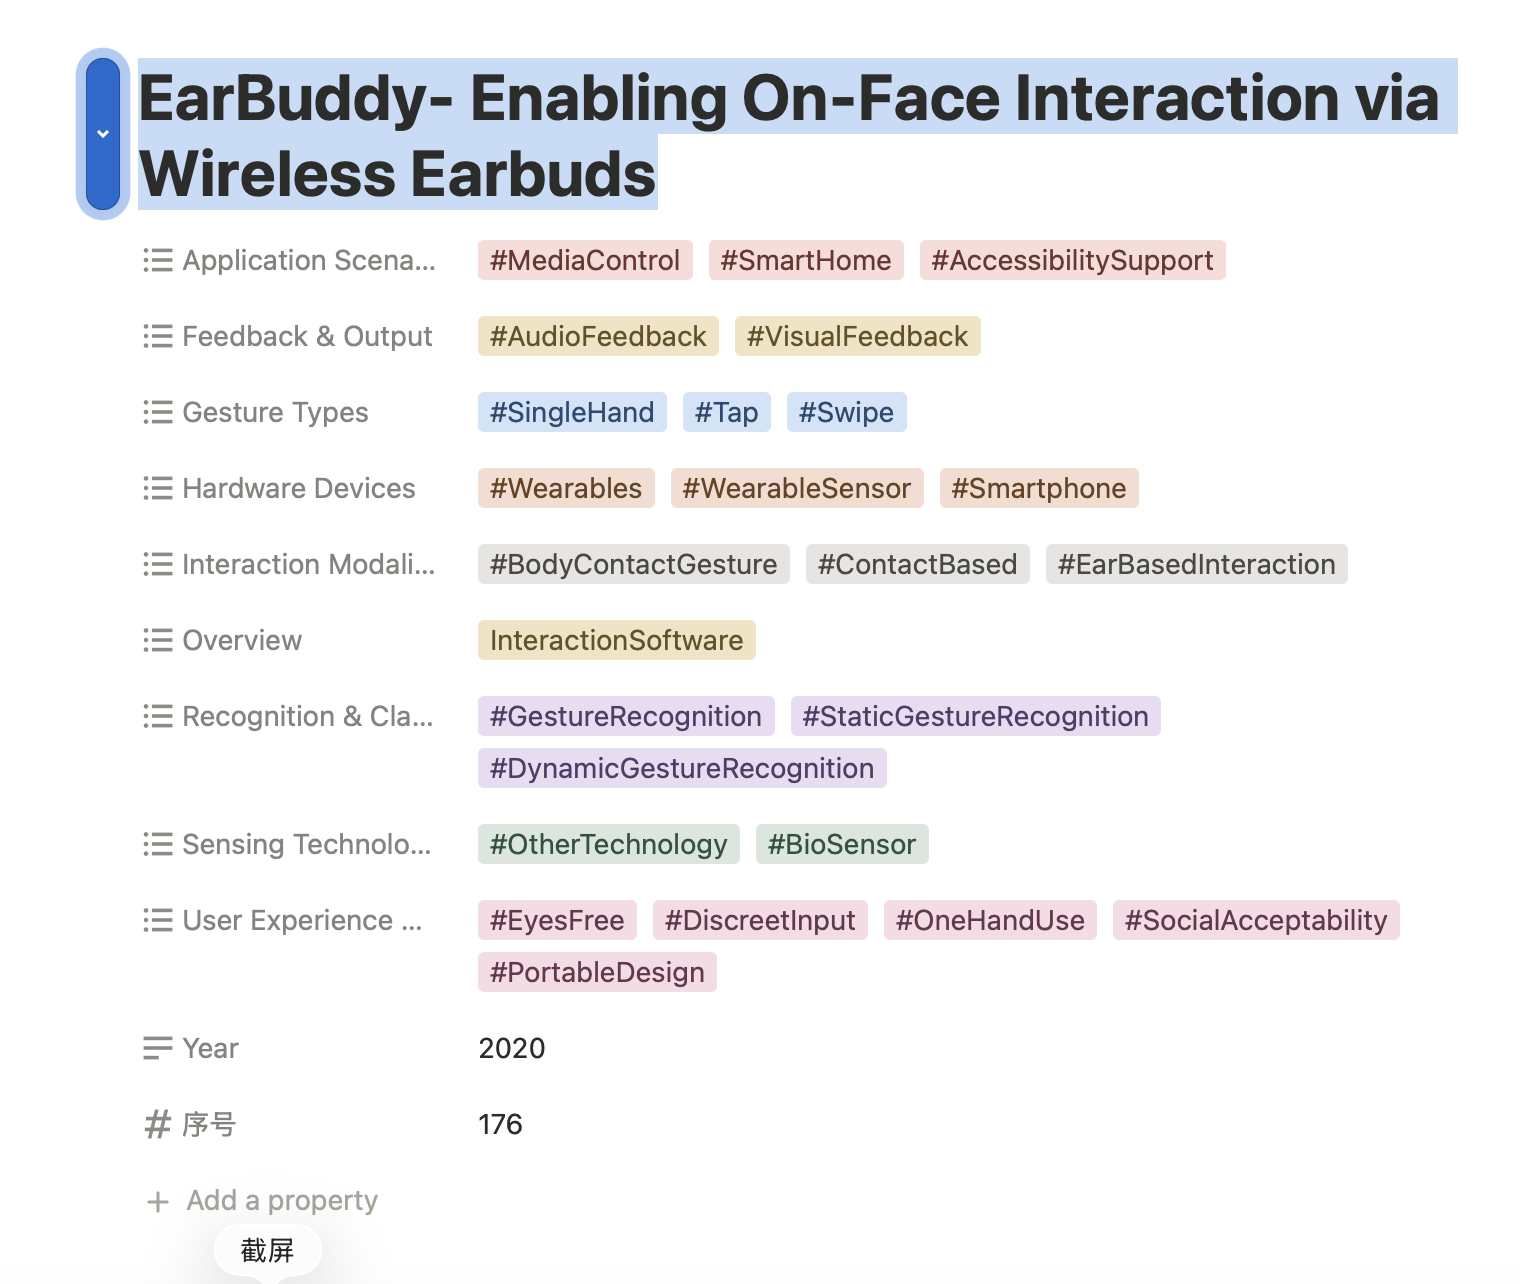 EarBuddy- Enabling On-Face Interaction via
Wireless Earbuds
Application Scena... #MediaControl #SmartHome #AccessibilitySupport
Feedback & Output #AudioFeedback #VisualFeedback
Gesture Types #SingleHand #Tap #Swipe
Hardware Devices #Wearables #WearableSensor #Smartphone
Interaction Modali... #BodyContactGesture #ContactBased #EarBasedInteraction
Overview InteractionSoftware
Recognition & Cla... #GestureRecognition #StaticGestureRecognition
#DynamicGestureRecognition
Sensing Technolo... #OtherTechnology #BioSensor
User Experience ... #EyesFree #DiscreetInput #OneHandUse #SocialAcceptability
#PortableDesign
Year 2020
序号 176
Add a property
截屏